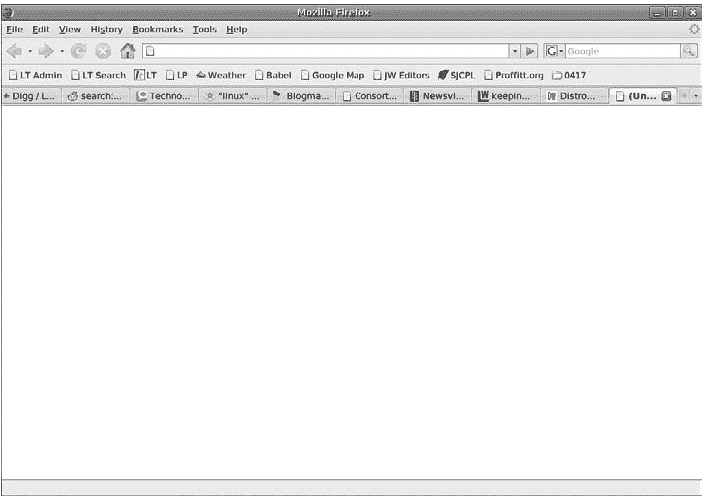 Mozilla Firefox
File Edit View History Bookmarks Tools Help
G Google
LT Admin LT Search LT LP Weather Babel Google Map JW Editors SJCPL Proffitt.org 0417
Digg / L... search:... Techno... "linux" ... Blogma... Consort... Newsvi... keepin... Distro... (Un...